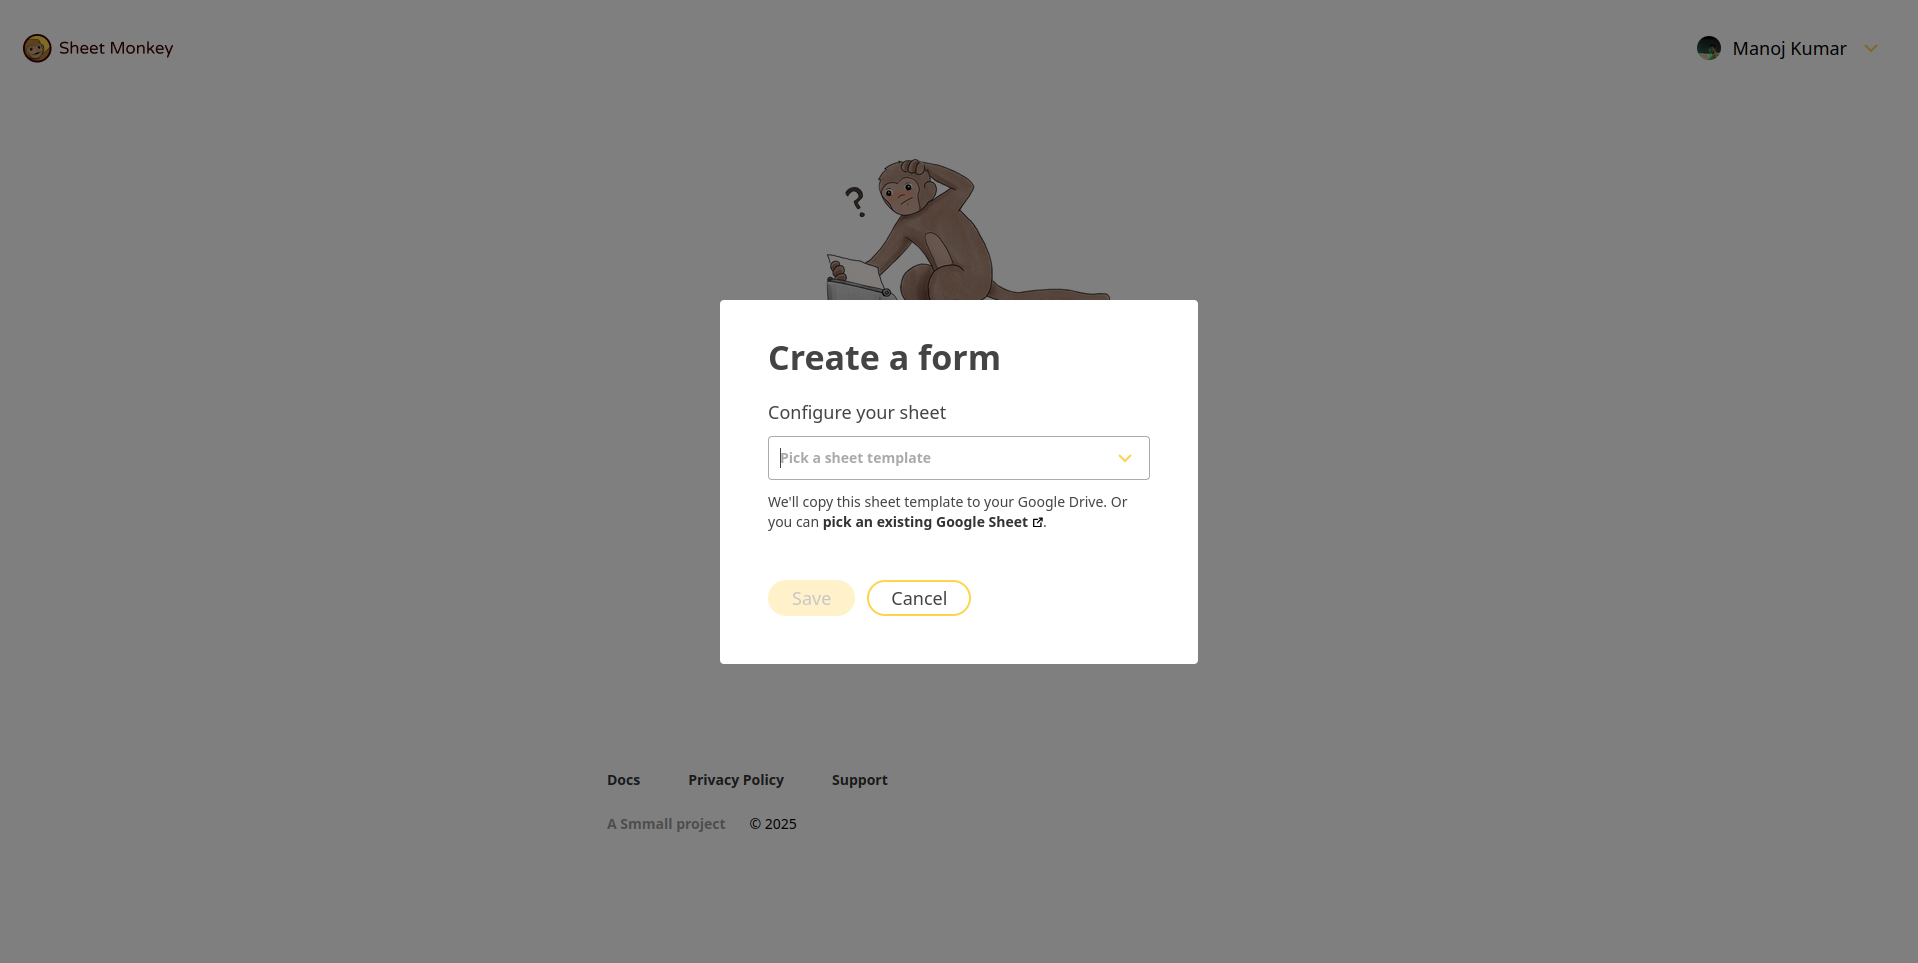 Sheet Monkey
Manoj Kumar
?
Create a form
Configure your sheet
Pick a sheet template
We'll copy this sheet template to your Google Drive. Or
you can pick an existing Google Sheet.
Save
Cancel
Docs
Privacy Policy
Support
A Smmall project
© 2025